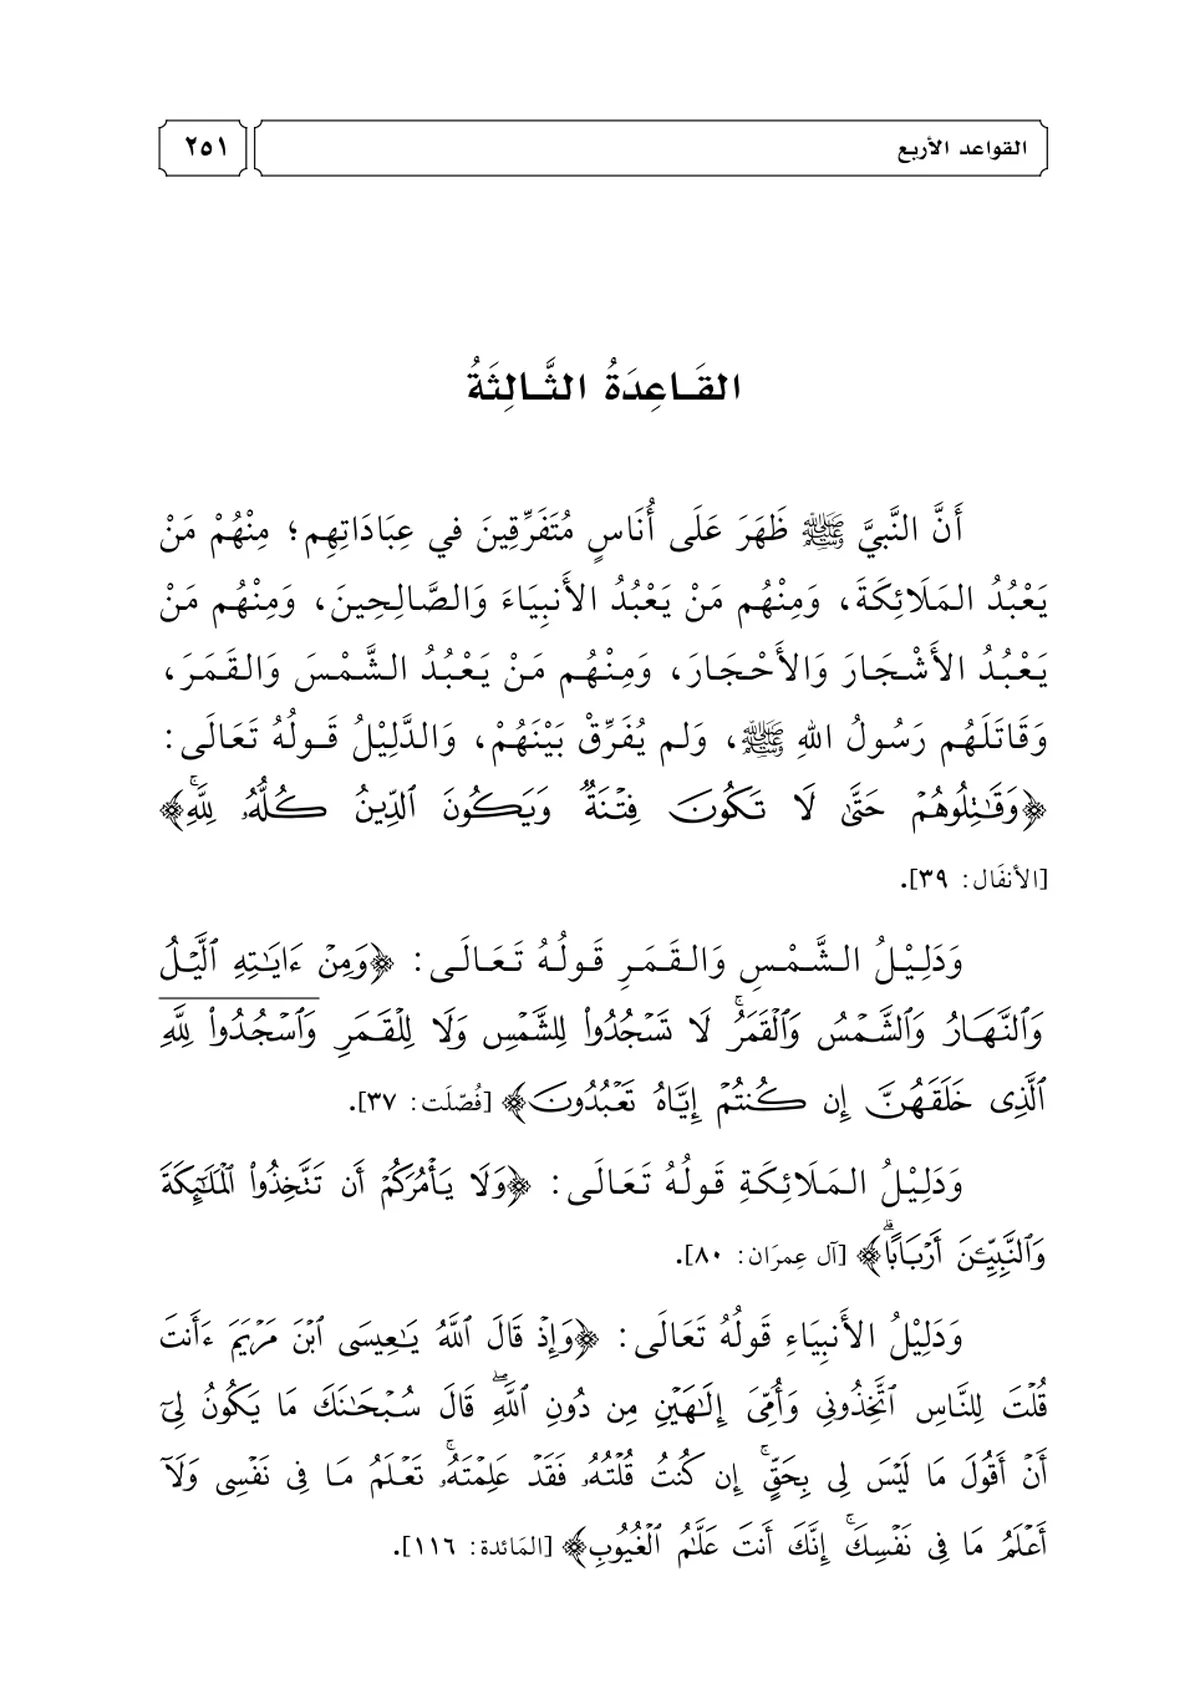 القواعد الأربع
٢٥١
القَـاعِدَةُ الثَّـالِثَةُ
أَنَّ النَّبيَّ ﷺ ظَهَرَ عَلَى أُنَاسٍ مُتَفَرِّقِينَ في عِبَادَاتِهِم؛ مِنْهُمْ مَنْ
يَعْبُدُ المَلَائِكَةَ، وَمِنْهُم مَنْ يَعْبُدُ الأَنبِيَاءَ وَالصَّالِحِينَ، وَمِنْهُم مَنْ
يَعْبُدُ الأَشْجَارَ وَالأَحْجَارَ، وَمِنْهُم مَنْ يَعْبُدُ الشَّمْسَ وَالقَمَرَ،
وَقَاتَلَهُم رَسُولُ اللهِ ﷺ، وَلم يُفَرِّقْ بَيْنَهُمْ، وَالدَّلِيْلُ قَولُهُ تَعَالَى:
﴿وَقَٰتِلُوهُمۡ حَتَّىٰ لَا تَكُونَ فِتۡنَةٞ وَيَكُونَ ٱلدِّينُ كُلُّهُۥ لِلَّهِۚ﴾
[الأنفَال: ٣٩].
وَدَلِيْلُ الشَّمْسِ وَالقَمَرِ قَولُهُ تَعَالَى: ﴿وَمِنۡ ءَايَٰتِهِ ٱلَّيۡلُ
وَٱلنَّهَارُ وَٱلشَّمۡسُ وَٱلۡقَمَرُۚ لَا تَسۡجُدُواْ لِلشَّمۡسِ وَلَا لِلۡقَمَرِ وَٱسۡجُدُواْ لِلَّهِ
ٱلَّذِي خَلَقَهُنَّ إِن كُنتُمۡ إِيَّاهُ تَعۡبُدُونَ﴾ [فُصّلَت: ٣٧].
وَدَلِيْلُ المَلَائِكَةِ قَولُهُ تَعَالَى: ﴿وَلَا يَأۡمُرَكُمۡ أَن تَتَّخِذُواْ ٱلۡمَلَٰٓئِكَةَ
وَٱلنَّبِيِّـۧنَ أَرۡبَابًاۗ﴾ [آل عِمرَان: ٨٠].
وَدَلِيْلُ الأَنبِيَاءِ قَولُهُ تَعَالَى: ﴿وَإِذۡ قَالَ ٱللَّهُ يَٰعِيسَى ٱبۡنَ مَرۡيَمَ ءَأَنتَ
قُلۡتَ لِلنَّاسِ ٱتَّخِذُونِي وَأُمِّيَ إِلَٰهَيۡنِ مِن دُونِ ٱللَّهِۖ قَالَ سُبۡحَٰنَكَ مَا يَكُونُ لِيٓ
أَنۡ أَقُولَ مَا لَيۡسَ لِي بِحَقٍّۚ إِن كُنتُ قُلۡتُهُۥ فَقَدۡ عَلِمۡتَهُۥۚ تَعۡلَمُ مَا فِي نَفۡسِي وَلَآ
أَعۡلَمُ مَا فِي نَفۡسِكَۚ إِنَّكَ أَنتَ عَلَّٰمُ ٱلۡغُيُوبِ﴾ [المَائدة: ١١٦].